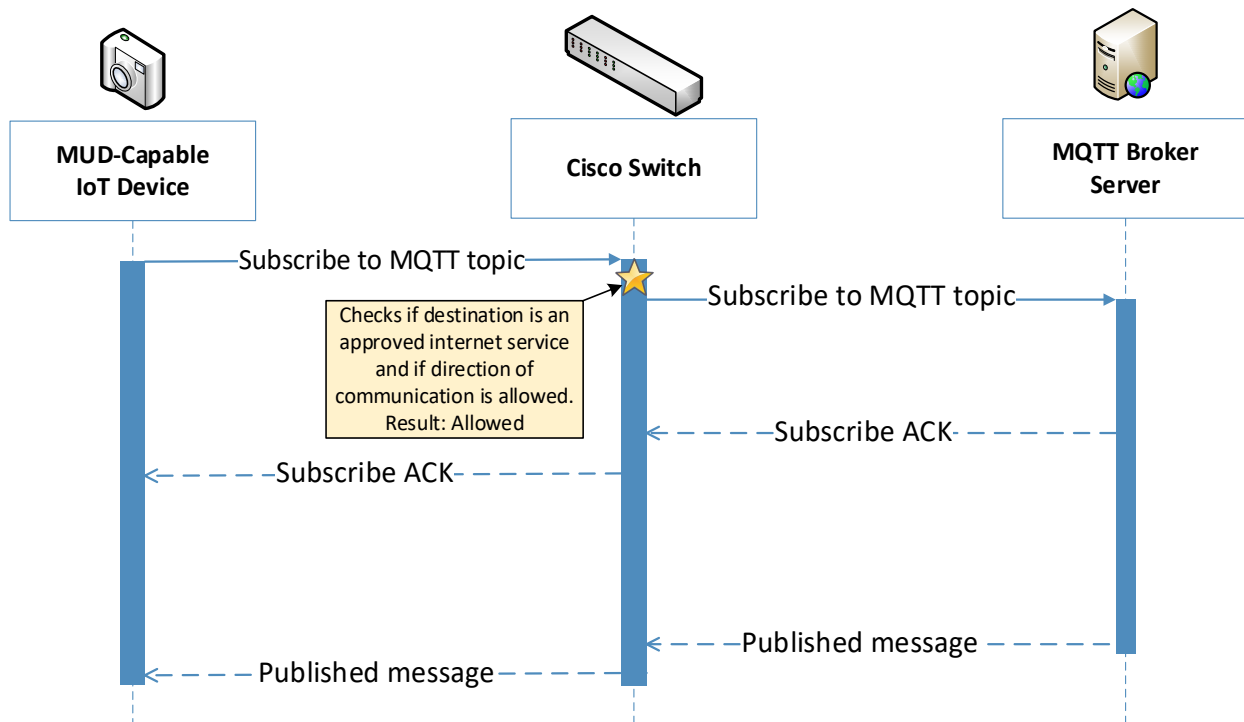 MUD-Capable
IoT Device
Cisco Switch
MQTT Broker
Server
Subscribe to MQTT topic
Subscribe to MQTT topic
Checks if destination is an
approved internet service
and if direction of
communication is allowed.
Result: Allowed
Subscribe ACK
Subscribe ACK
Published message
Published message